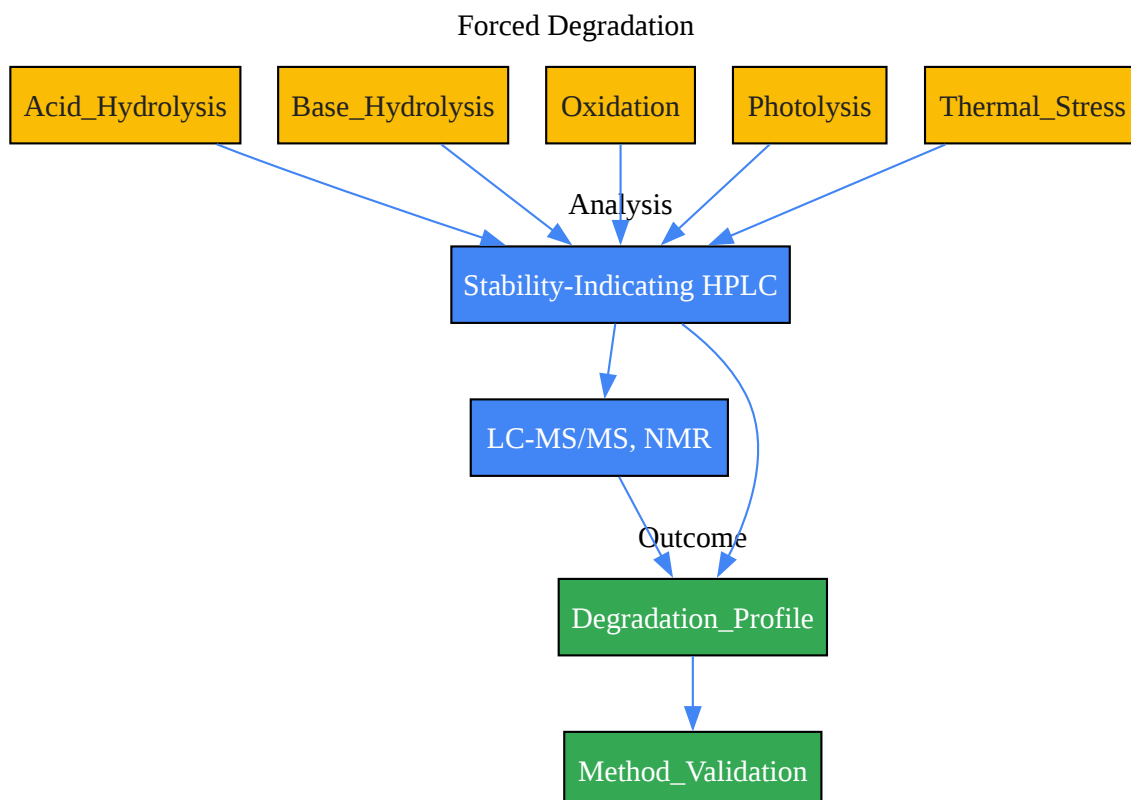 Forced Degradation
Acid_Hydrolysis
Base_Hydrolysis
Oxidation
Photolysis
Thermal_Stress
Analysis
Stability-Indicating HPLC
LC-MS/MS, NMR
Outcome
Degradation_Profile
Method_Validation